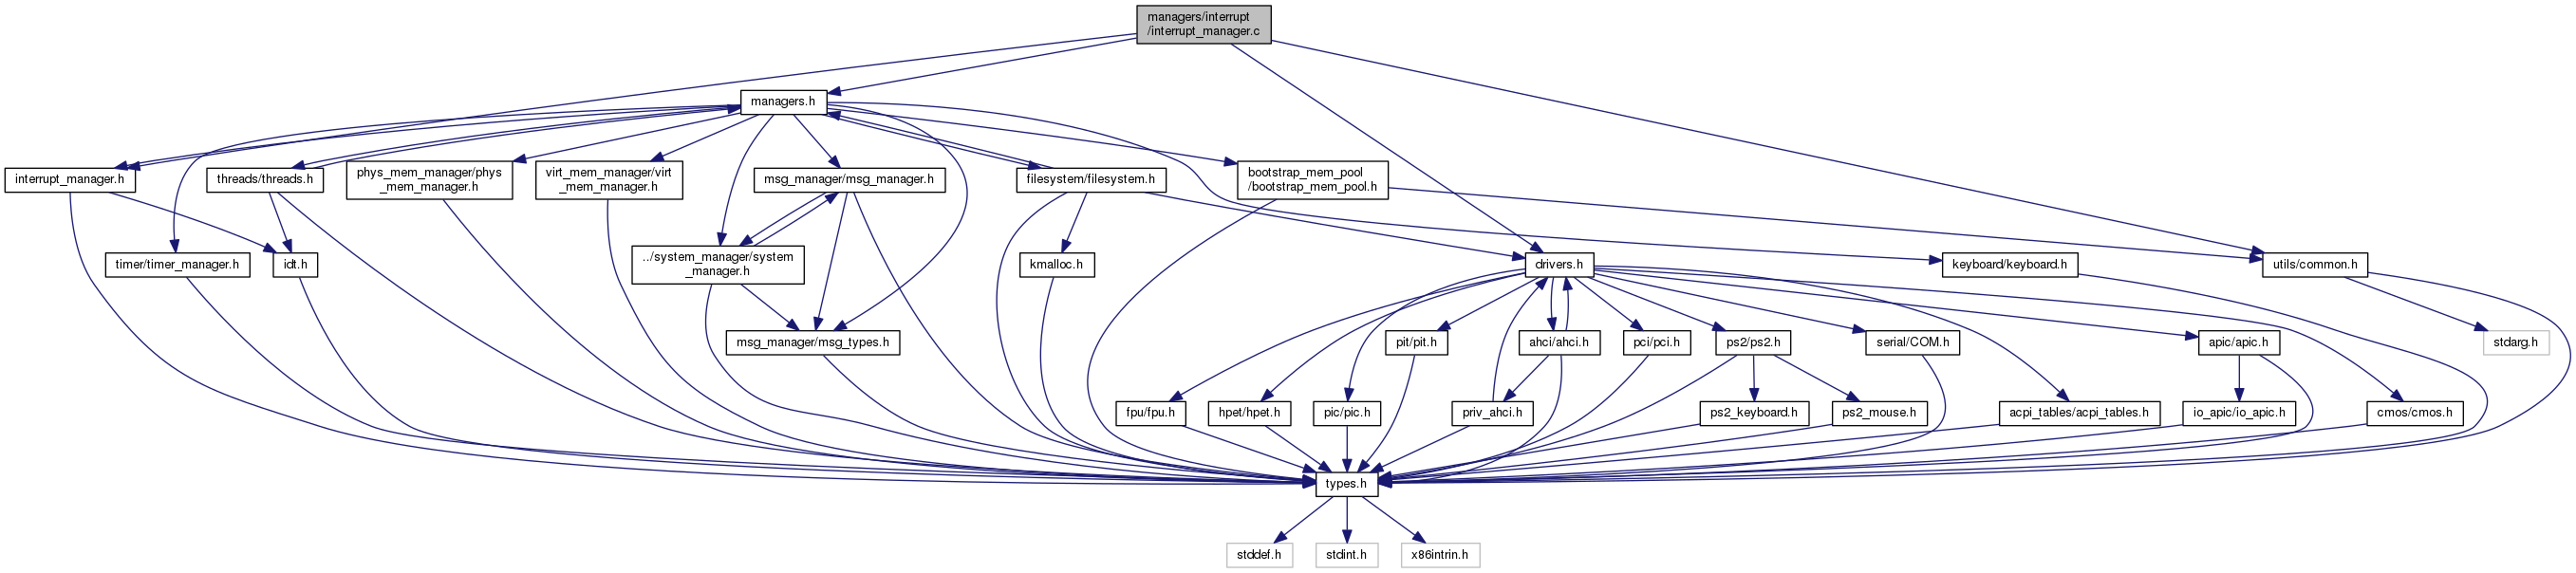 managers/interrupt
/interrupt_manager.c
managers.h
interrupt_manager.h
threads/threads.h
phys_mem_manager/phys
_mem_manager.h
virt_mem_manager/virt
_mem_manager.h
msg_manager/msg_manager.h
filesystem/filesystem.h
bootstrap_mem_pool
/bootstrap_mem_pool.h
timer/timer_manager.h
idt.h
../system_manager/system
_manager.h
kmalloc.h
drivers.h
keyboard/keyboard.h
utils/common.h
msg_manager/msg_types.h
pit/pit.h
ahci/ahci.h
pci/pci.h
ps2/ps2.h
serial/COM.h
apic/apic.h
stdarg.h
fpu/fpu.h
hpet/hpet.h
pic/pic.h
priv_ahci.h
ps2_keyboard.h
ps2_mouse.h
acpi_tables/acpi_tables.h
io_apic/io_apic.h
cmos/cmos.h
types.h
stddef.h
stdint.h
x86intrin.h